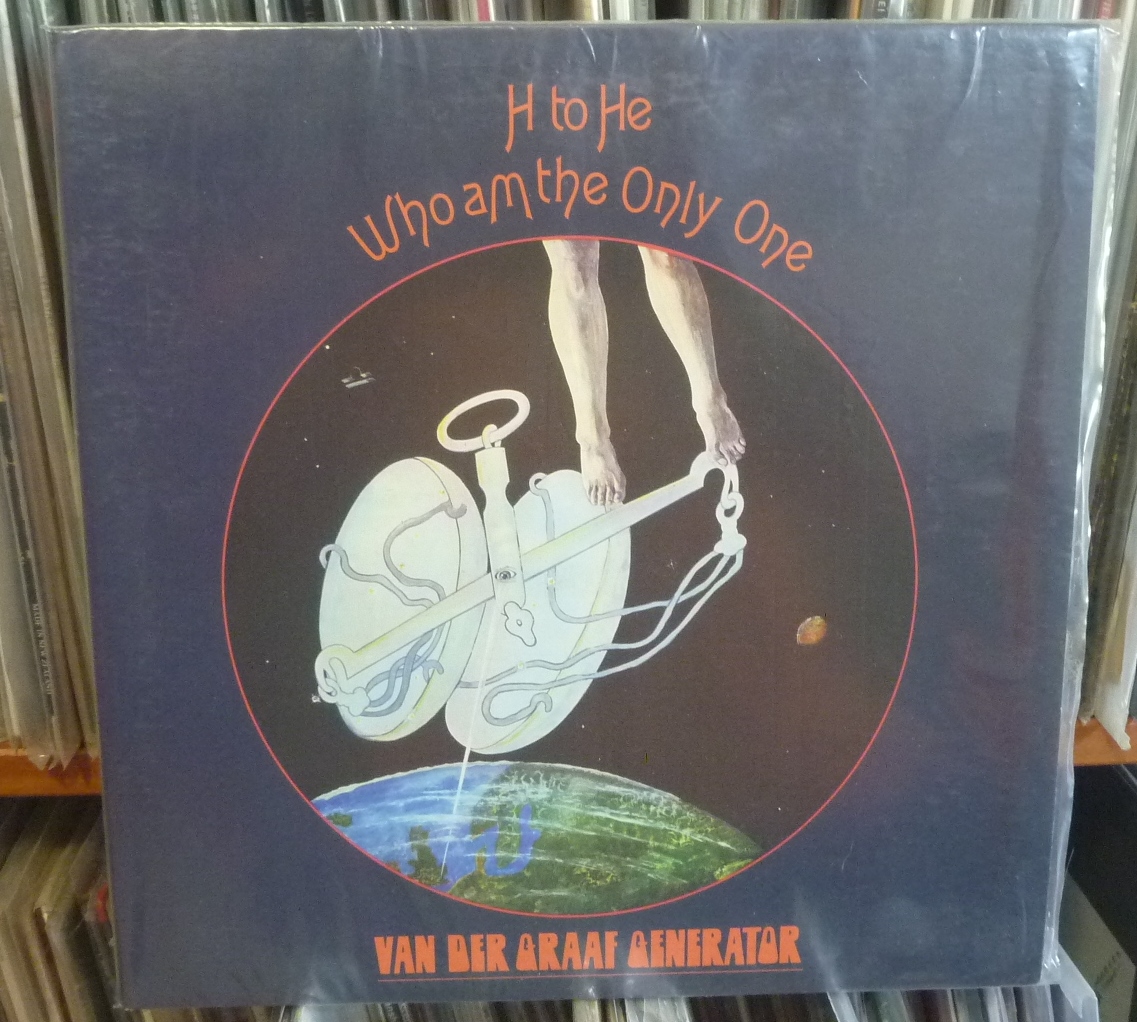 H to He
Who am the Only One
VAN DER GRAAF GENERATOR